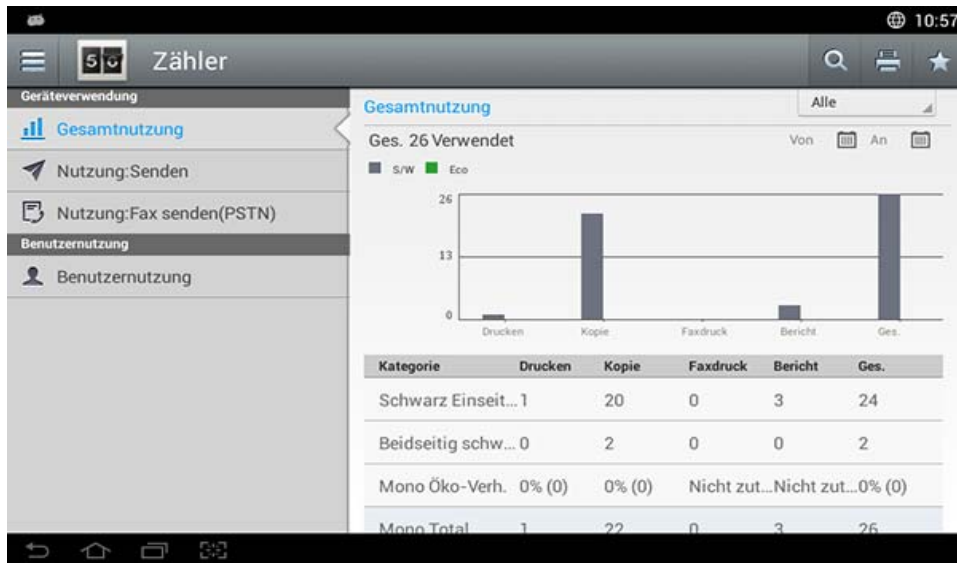 10:57
50 Zähler
Geräteverwendung
Gesamtnutzung
Nutzung:Senden
Nutzung:Fax senden(PSTN)
Benutzernutzung
Benutzernutzung
Gesamtnutzung Alle
Ges. 26 Verwendet Von An
S/W Eco
26
13
0
Drucken Kopie Faxdruck Bericht Ges.
Kategorie Drucken Kopie Faxdruck Bericht Ges.
Schwarz Einseit... 1 20 0 3 24
Beidseitig schw... 0 2 0 0 2
Mono Öko-Verh. 0% (0) 0% (0) Nicht zut... Nicht zut... 0% (0)
Mono Total 1 22 0 3 26